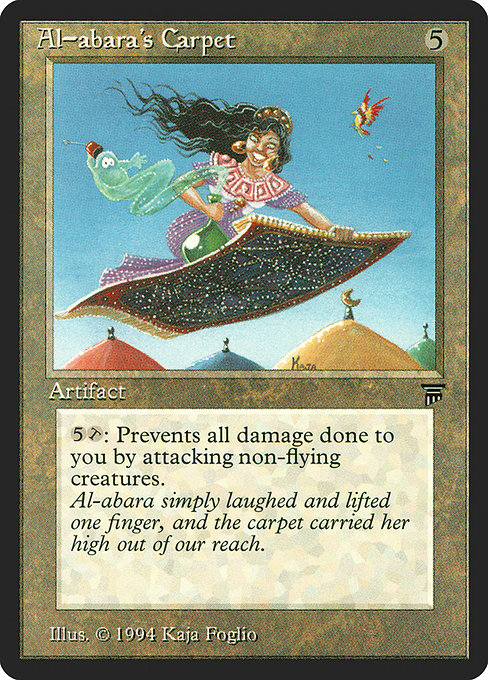 Al-abara's Carpet 5
Kaja
Artifact
5: Prevents all damage done to
you by attacking non-flying
creatures.
Al-abara simply laughed and lifted
one finger, and the carpet carried her
high out of our reach.
Illus. © 1994 Kaja Foglio